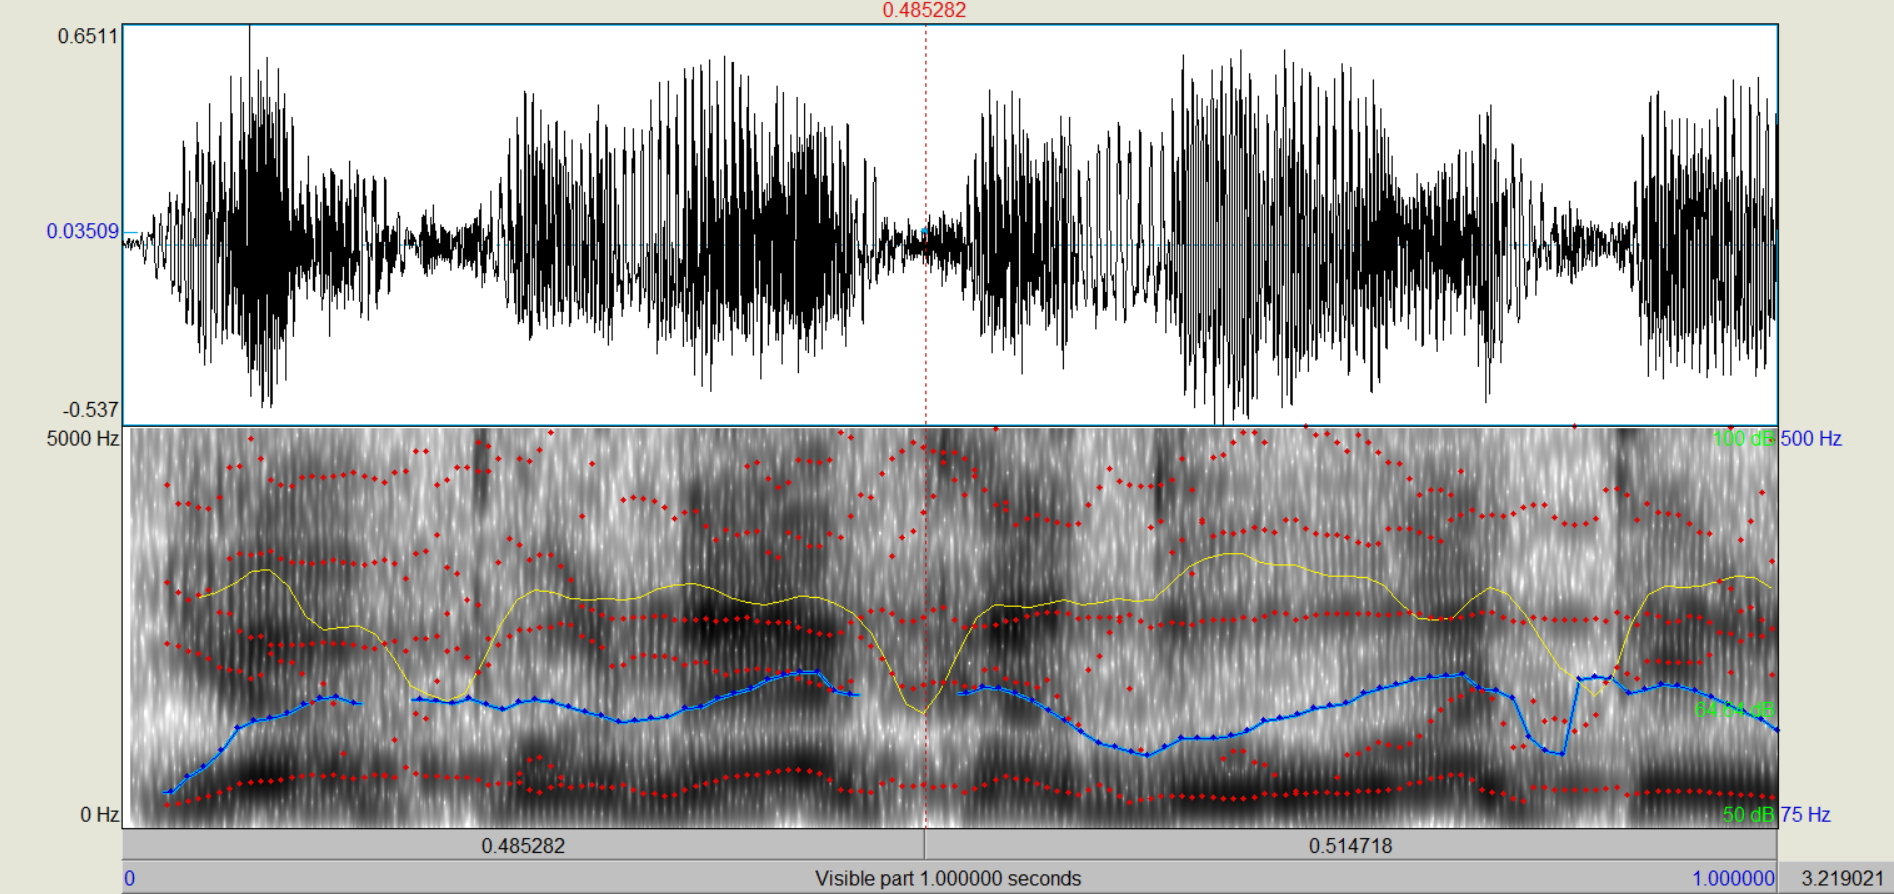 0.485282
0.6511
0.03509
-0.537
5000 Hz
100 dB
500 Hz
64.64 dB
0 Hz
50 dB
75 Hz
0.485282
0.514718
0
Visible part 1.000000 seconds
1.000000
3.219021